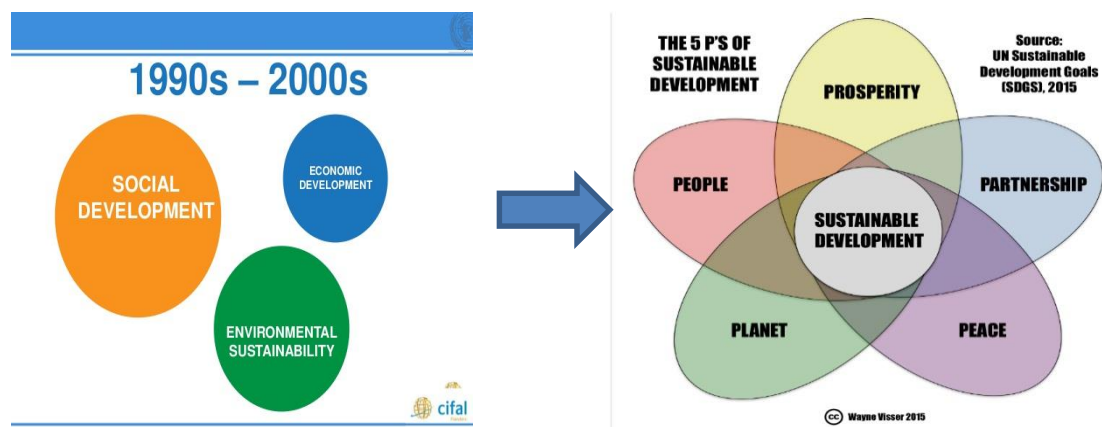 1990s – 2000s
SOCIAL
DEVELOPMENT
ECONOMIC
DEVELOPMENT
ENVIRONMENTAL
SUSTAINABILITY
cifal
THE 5 P'S OF
SUSTAINABLE
DEVELOPMENT
Source:
UN Sustainable
Development Goals
(SDGS), 2015
PROSPERITY
PEOPLE
PARTNERSHIP
SUSTAINABLE
DEVELOPMENT
PLANET
PEACE
cc Wayne Visser 2015